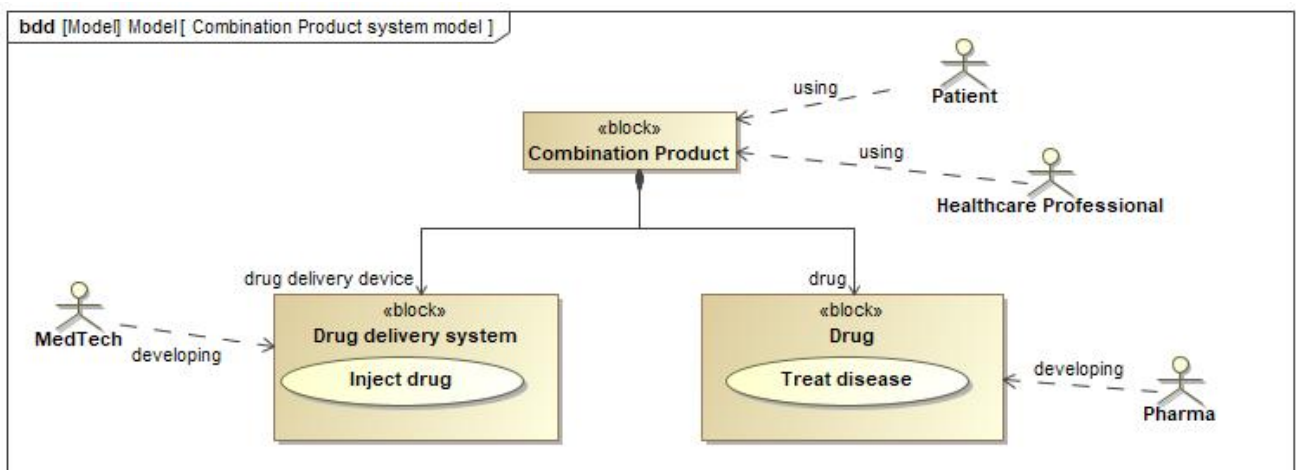 bdd [Model] Model[ Combination Product system model ]
using
Patient
«block»
Combination Product
using
Healthcare Professional
drug delivery device
drug
MedTech
developing
«block»
Drug delivery system
Inject drug
«block»
Drug
Treat disease
developing
Pharma